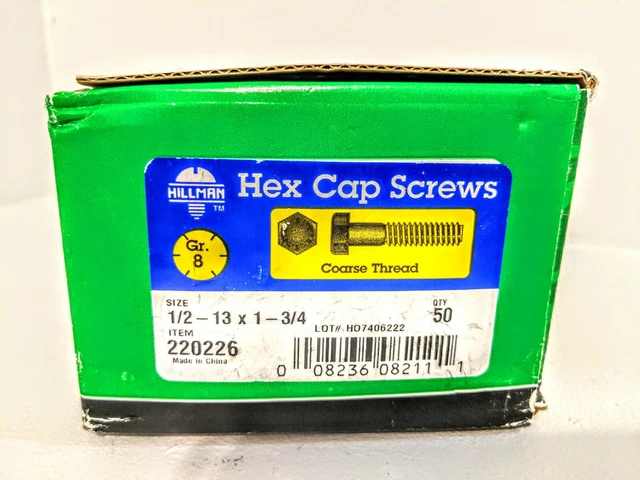 HILLMAN
TM
Hex Cap Screws
Gr.
8
Coarse Thread
SIZE
1/2-13 x 1-3/4
QTY
50
LOT# HO7406222
ITEM
220226
Made in China
0 08236 08211 1